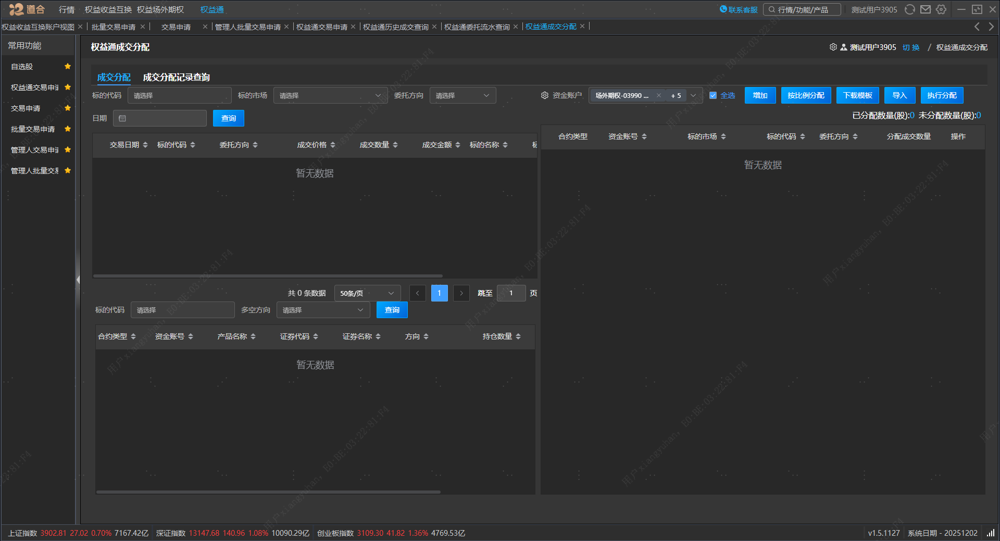 道合 行情 权益收益互换 权益场外期权 权益通 联系客服 行情/功能/产品 测试用户3905
权益收益互换账户视图 × 批量交易申请 × 交易申请 × 管理人批量交易申请 × 权益通交易申请 × 权益通历史成交查询 × 权益通委托流水查询 × 权益通成交分配 ×
常用功能
自选股
权益通交易申请
交易申请
批量交易申请
管理人交易申请
管理人批量交易
权益通成交分配 测试用户3905 切换 / 权益通成交分配
成交分配 成交分配记录查询
标的代码 请选择 标的市场 请选择 委托方向 请选择 资金账户 场外期权-03990 ... × + 5 全选 增加 按比例分配 下载模板 导入 执行分配
日期 查询 已分配数量(股):0 未分配数量(股):0
交易日期 标的代码 委托方向 成交价格 成交数量 成交金额 标的名称
暂无数据
合约类型 资金账号 标的市场 标的代码 委托方向 分配成交数量 操作
暂无数据
共 0 条数据 50条/页 < 1 > 跳至 1 页
标的代码 请选择 多空方向 请选择 查询
合约类型 资金账号 产品名称 证券代码 证券名称 方向 持仓数量
暂无数据
用户xiangyuhan, E0:BE:03:22:81:F4
上证指数 3902.81 27.02 0.70% 7167.42亿 深证指数 13147.68 140.96 1.08% 10090.29亿 创业板指数 3109.30 41.82 1.36% 4769.53亿 v1.5.1127 系统日期 - 20251202